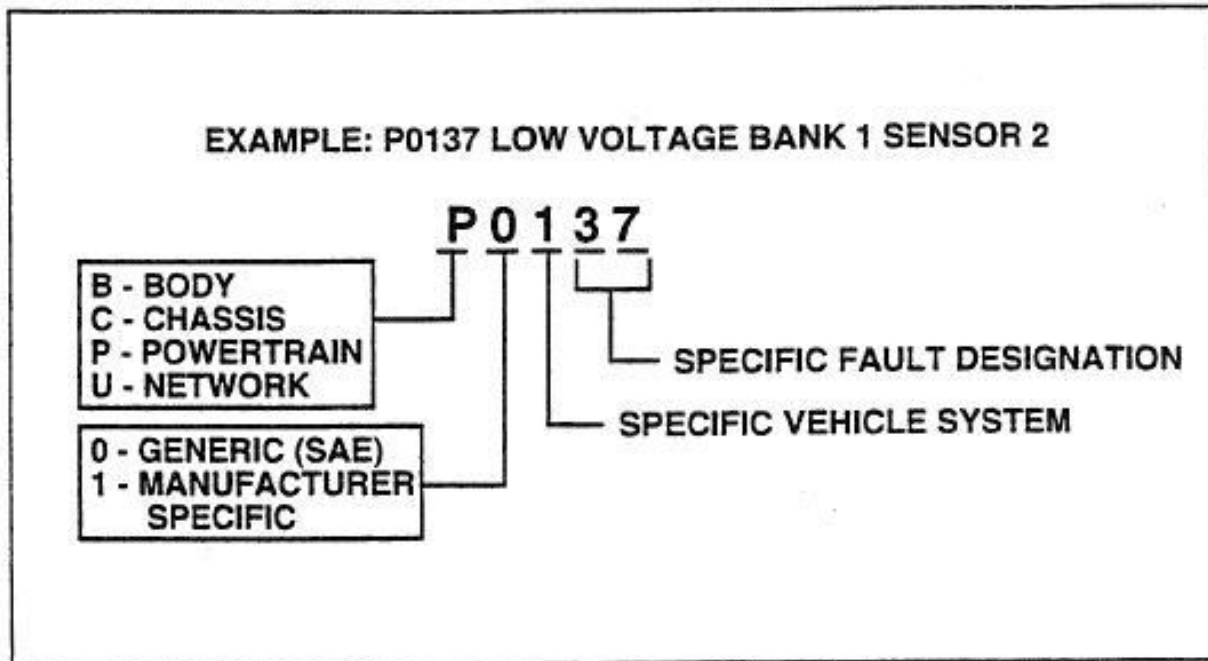 EXAMPLE: P0137 LOW VOLTAGE BANK 1 SENSOR 2
P0137
B - BODY
C - CHASSIS
P - POWERTRAIN
U - NETWORK
SPECIFIC FAULT DESIGNATION
SPECIFIC VEHICLE SYSTEM
0 - GENERIC (SAE)
1 - MANUFACTURER
SPECIFIC